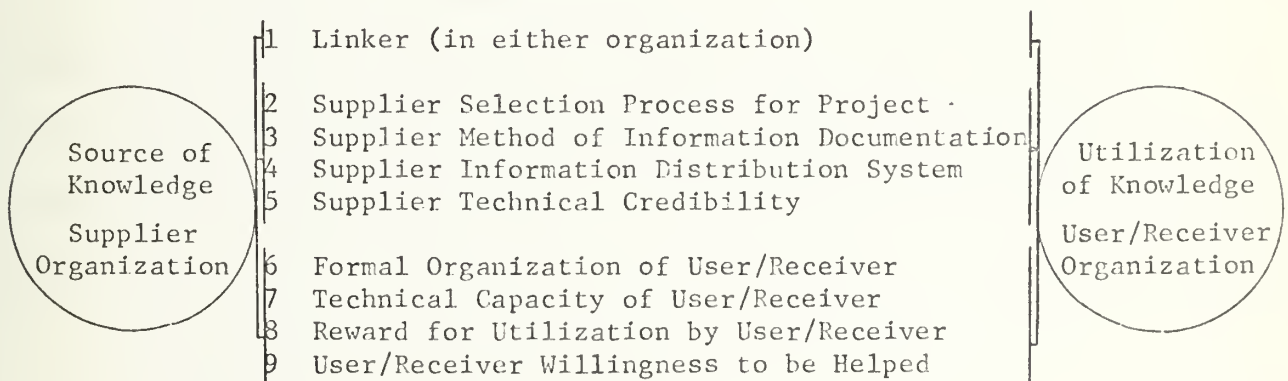 1 Linker (in either organization)
2 Supplier Selection Process for Project
3 Supplier Method of Information Documentation
4 Supplier Information Distribution System
5 Supplier Technical Credibility
6 Formal Organization of User/Receiver
7 Technical Capacity of User/Receiver
8 Reward for Utilization by User/Receiver
9 User/Receiver Willingness to be Helped
Source of
Knowledge
Supplier
Organization
Utilization
of Knowledge
User/Receiver
Organization